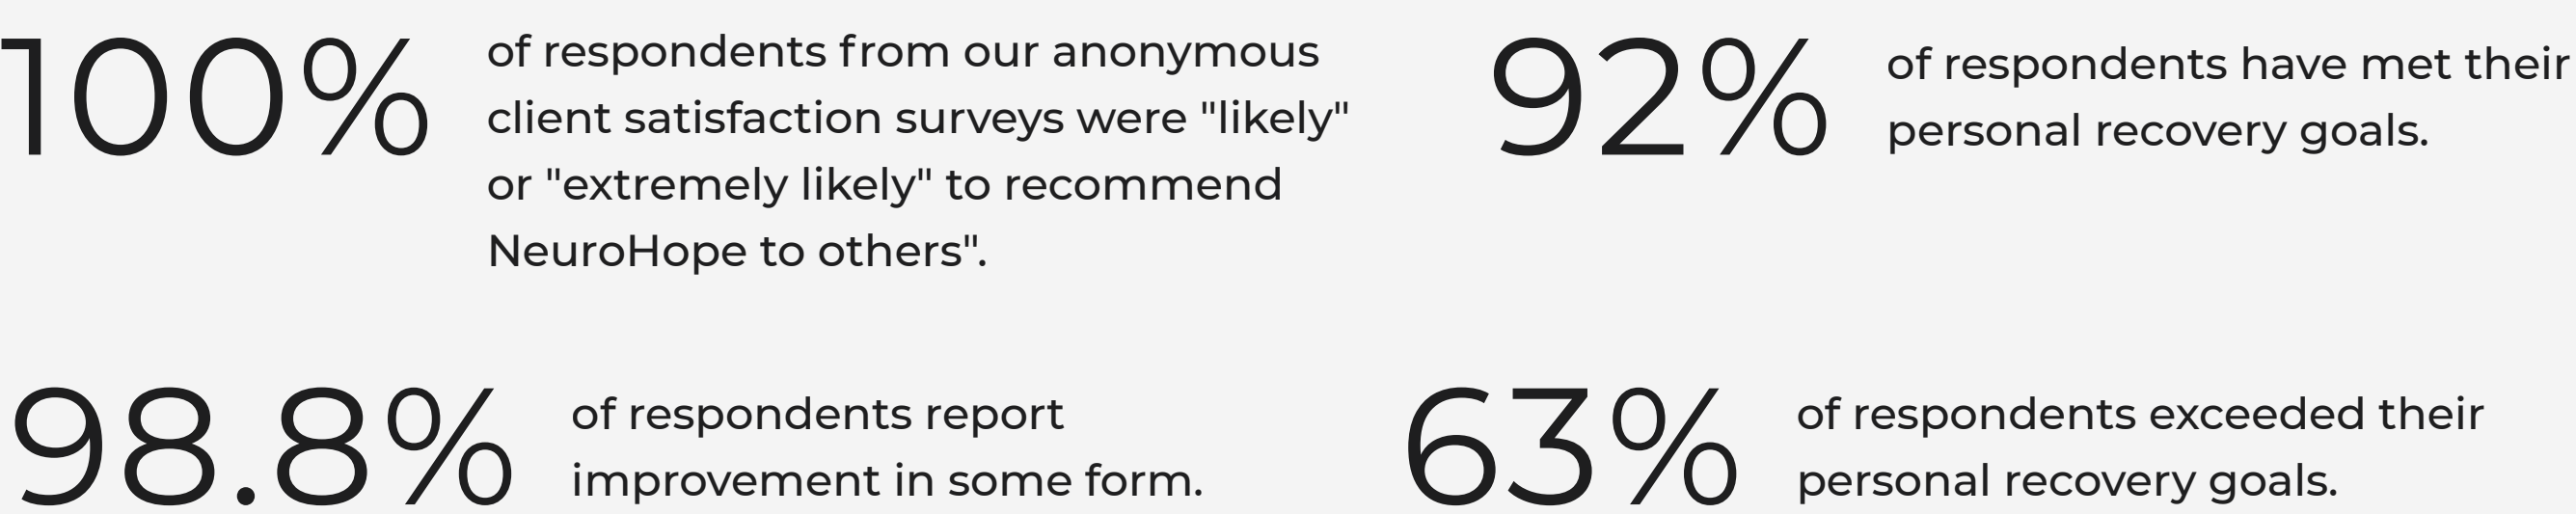 100%
of respondents from our anonymous
client satisfaction surveys were "likely"
or "extremely likely" to recommend
NeuroHope to others".
92%
of respondents have met their
personal recovery goals.
98.8%
of respondents report
improvement in some form.
63%
of respondents exceeded their
personal recovery goals.